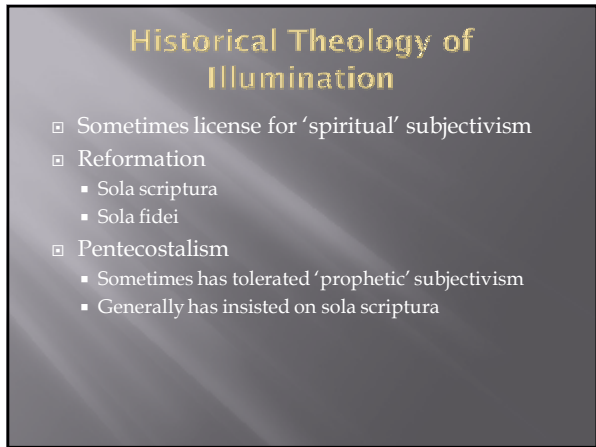 Historical Theology of
Illumination
Sometimes license for ‘spiritual’ subjectivism
Reformation
Sola scriptura
Sola fidei
Pentecostalism
Sometimes has tolerated ‘prophetic’ subjectivism
Generally has insisted on sola scriptura